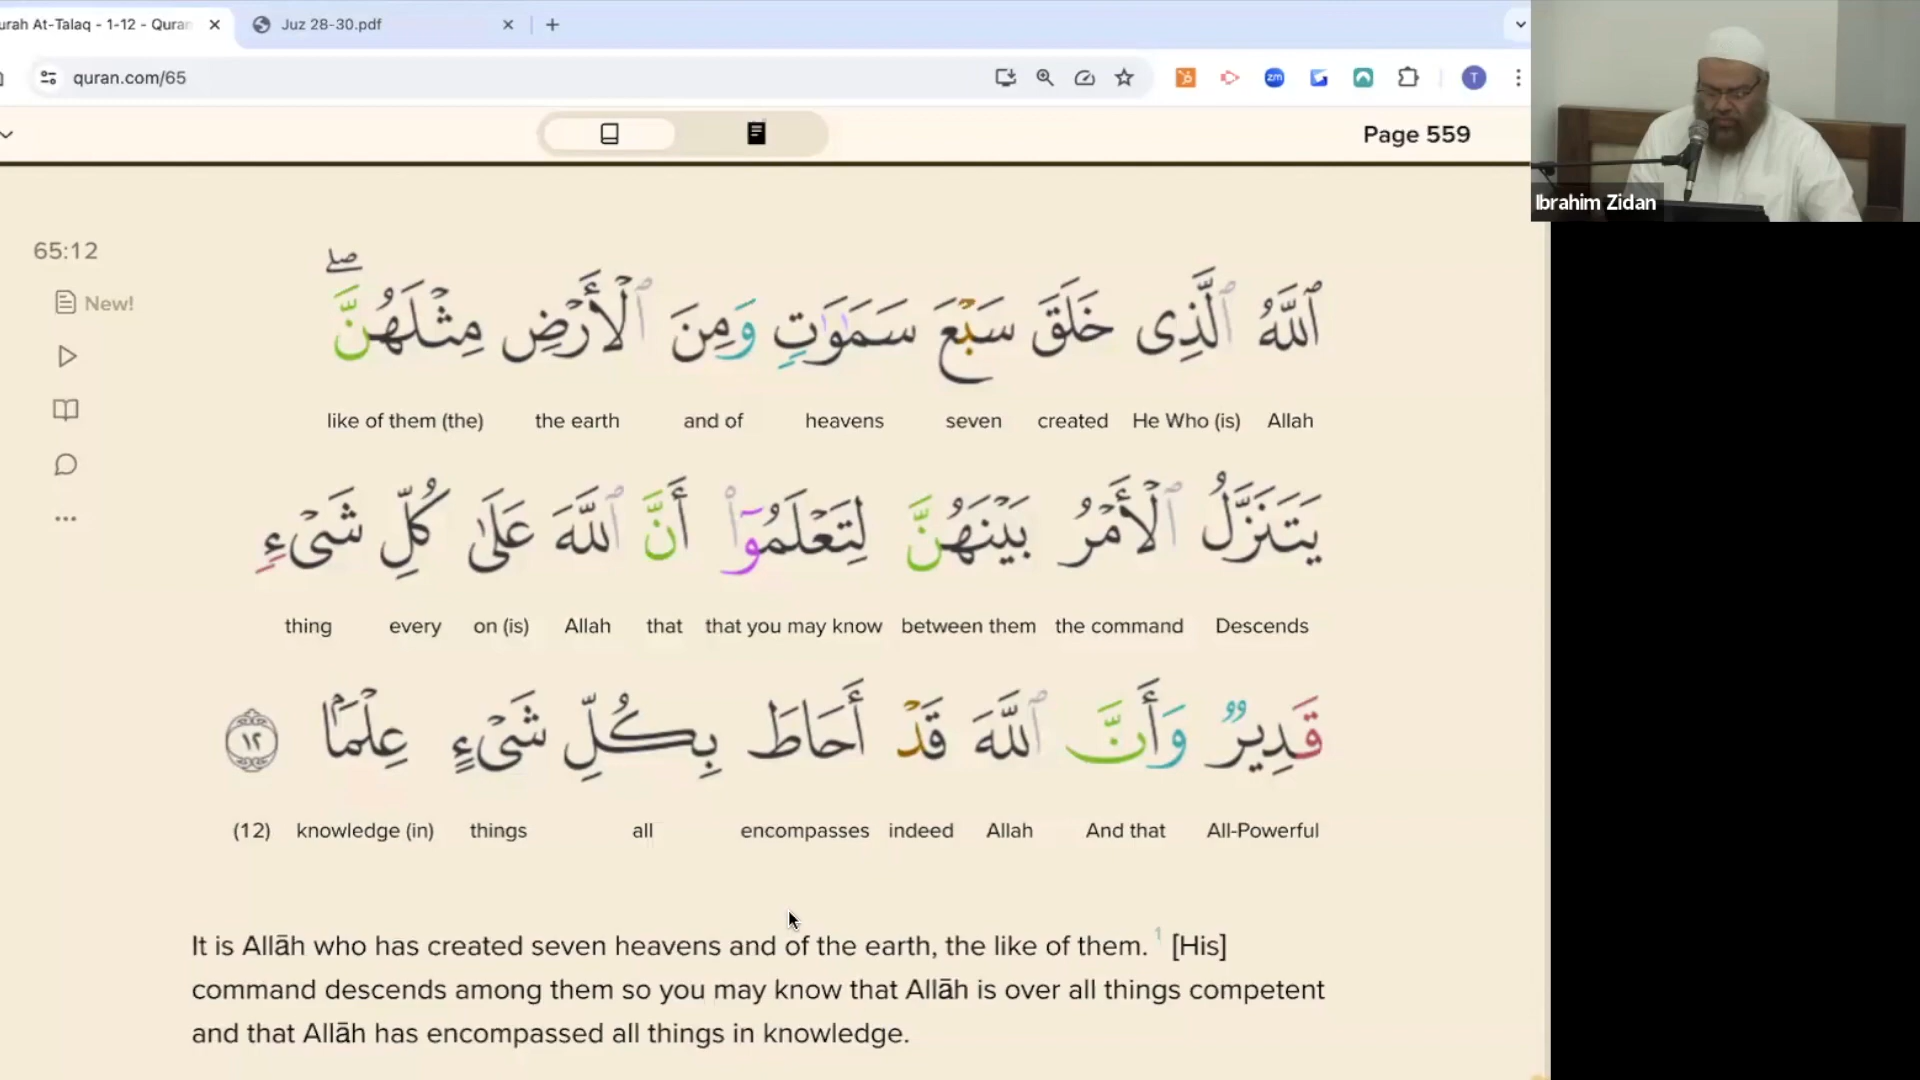 urah At-Talaq - 1-12 - Quran
Juz 28-30.pdf
quran.com/65
zm
T
Page 559
Ibrahim Zidan
65:12
New!
ٱللَّهُ ٱلَّذِى خَلَقَ سَبْعَ سَمَـٰوَٰتٍ وَمِنَ ٱلْأَرْضِ مِثْلَهُنَّ ۖ
like of them (the) the earth and of heavens seven created He Who (is) Allah
يَتَنَزَّلُ ٱلْأَمْرُ بَيْنَهُنَّ لِتَعْلَمُوٓا۟ أَنَّ ٱللَّهَ عَلَىٰ كُلِّ شَىْءٍ
thing every on (is) Allah that that you may know between them the command Descends
قَدِيرٌ وَأَنَّ ٱللَّهَ قَدْ أَحَاطَ بِكُلِّ شَىْءٍ عِلْمًۢا ١٢
(12) knowledge (in) things all encompasses indeed Allah And that All-Powerful
It is Allāh who has created seven heavens and of the earth, the like of them. 1 [His]
command descends among them so you may know that Allāh is over all things competent
and that Allāh has encompassed all things in knowledge.